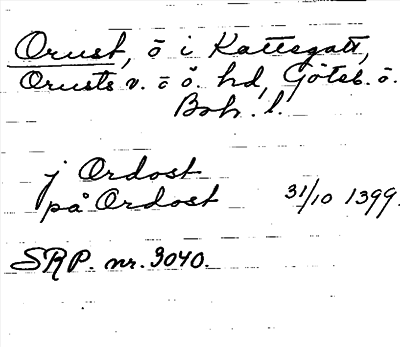 Orust, ö i Kattegatt,
Orusts v. o ö. hd, Göteb. o.
Boh. l.
j Ordost
på Ordost 31/10 1399.
SRP. nr. 3040.